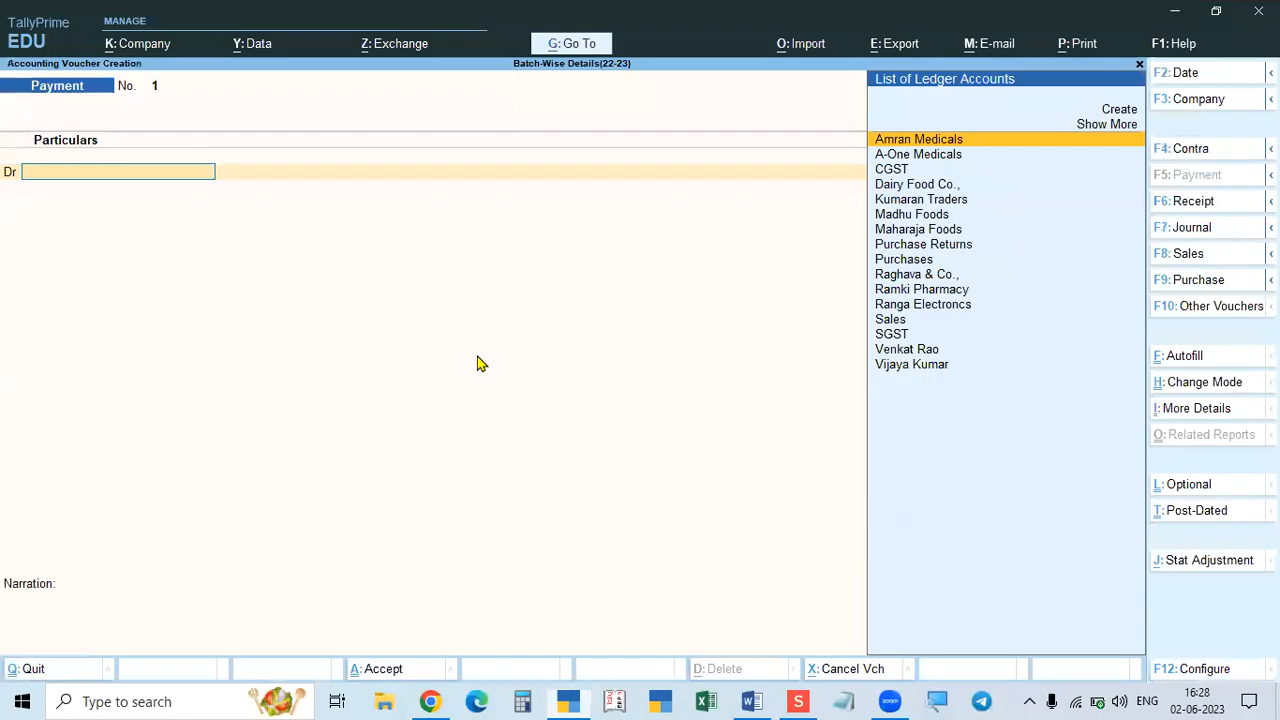 TallyPrime
EDU
MANAGE
K: Company
Y: Data
Z: Exchange
G: Go To
O: Import
E: Export
M: E-mail
P: Print
F1: Help
Accounting Voucher Creation
Batch-Wise Details(22-23)
Payment No. 1
Particulars
Dr
Narration:
List of Ledger Accounts
Create
Show More
Amran Medicals
A-One Medicals
CGST
Dairy Food Co.,
Kumaran Traders
Madhu Foods
Maharaja Foods
Purchase Returns
Purchases
Raghava & Co.,
Ramki Pharmacy
Ranga Electroncs
Sales
SGST
Venkat Rao
Vijaya Kumar
F2: Date
F3: Company
F4: Contra
F5: Payment
F6: Receipt
F7: Journal
F8: Sales
F9: Purchase
F10: Other Vouchers
F: Autofill
H: Change Mode
I: More Details
O: Related Reports
L: Optional
T: Post-Dated
J: Stat Adjustment
Q: Quit
A: Accept
D: Delete
X: Cancel Vch
F12: Configure
Type to search
ENG
16:28
02-06-2023